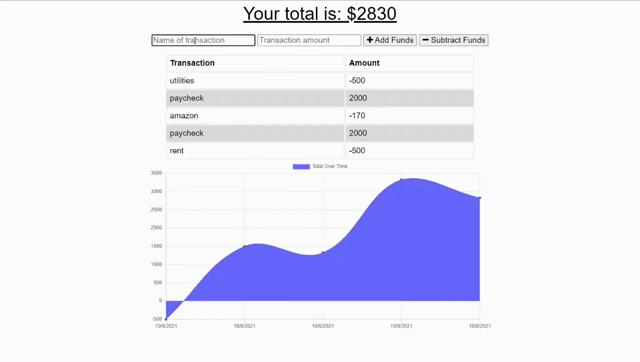 Your total is: $2830
Name of transaction Transaction amount + Add Funds − Subtract Funds
Transaction Amount
utilities -500
paycheck 2000
amazon -170
paycheck 2000
rent -500
Total Over Time
3500
3000
2500
2000
1500
1000
500
0
-500
10/6/2021 10/6/2021 10/6/2021 10/6/2021 10/6/2021